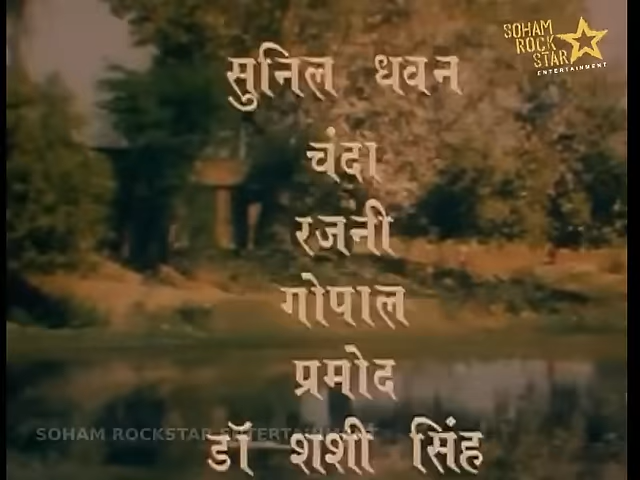 SOHAM
ROCK
STAR
ENTERTAINMENT
सुनिल धवन
चंदा
रजनी
गोपाल
प्रमोद
SOHAM ROCKSTAR ENTERTAINMENT
डॉ शशी सिंह